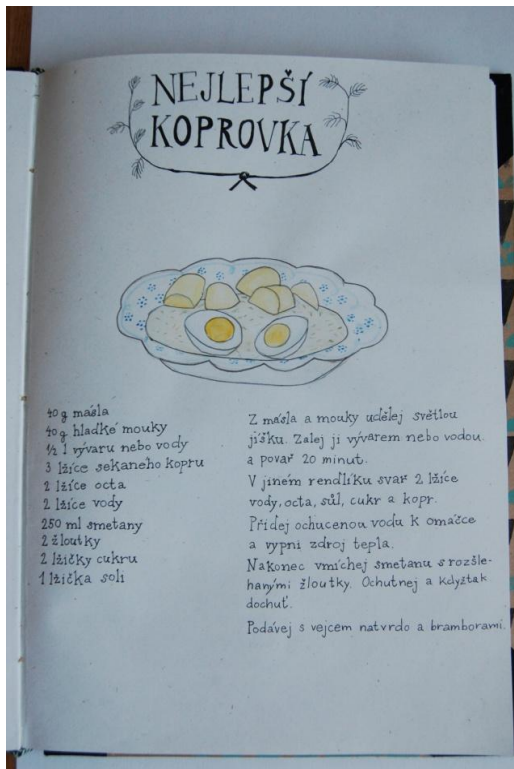 NEJLEPŠÍ
KOPROVKA
40 g másla
40 g hladké mouky
½ l vývaru nebo vody
3 lžíce sekaného kopru
2 lžíce octa
2 lžíce vody
250 ml smetany
2 žloutky
2 lžičky cukru
1 lžička soli
Z másla a mouky udělej světlou
jíšku. Zalej ji vývarem nebo vodou.
a povař 20 minut.
V jiném rendlíku svař 2 lžíce
vody, octa, sůl, cukr a kopr.
Přidej ochucenou vodu k omáčce
a vypni zdroj tepla.
Nakonec vmíchej smetanu s rozšle-
hanými žloutky. Ochutnej a kdyžtak
dochuť.
Podávej s vejcem natvrdo a bramborami.